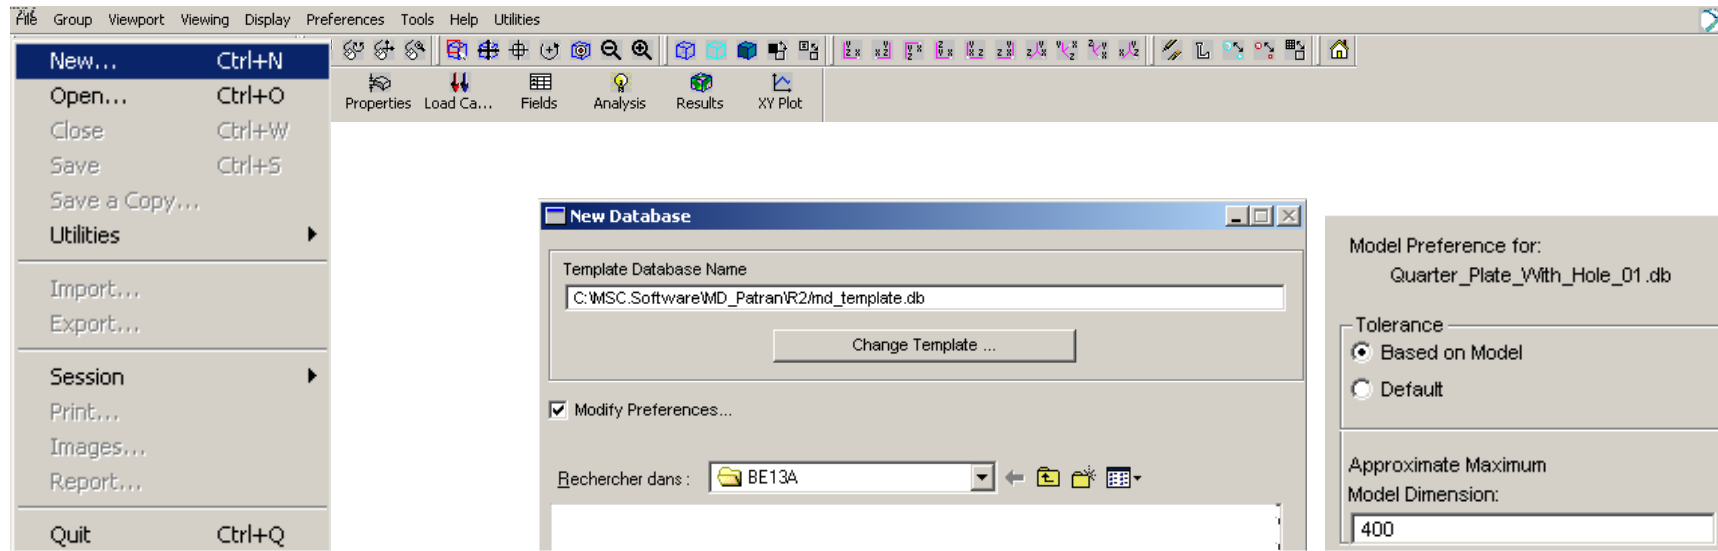 File Group Viewport Viewing Display Preferences Tools Help Utilities
New... Ctrl+N
Open... Ctrl+O
Close Ctrl+W
Save Ctrl+S
Save a Copy...
Utilities
Import...
Export...
Session
Print...
Images...
Report...
Quit Ctrl+Q
Properties Load Ca... Fields Analysis Results XY Plot
New Database
Template Database Name
C:\MSC.Software\MD_Patran\R2/md_template.db
Change Template ...
Modify Preferences...
Rechercher dans : BE13A
Model Preference for:
Quarter_Plate_With_Hole_01.db
Tolerance
Based on Model
Default
Approximate Maximum
Model Dimension:
400